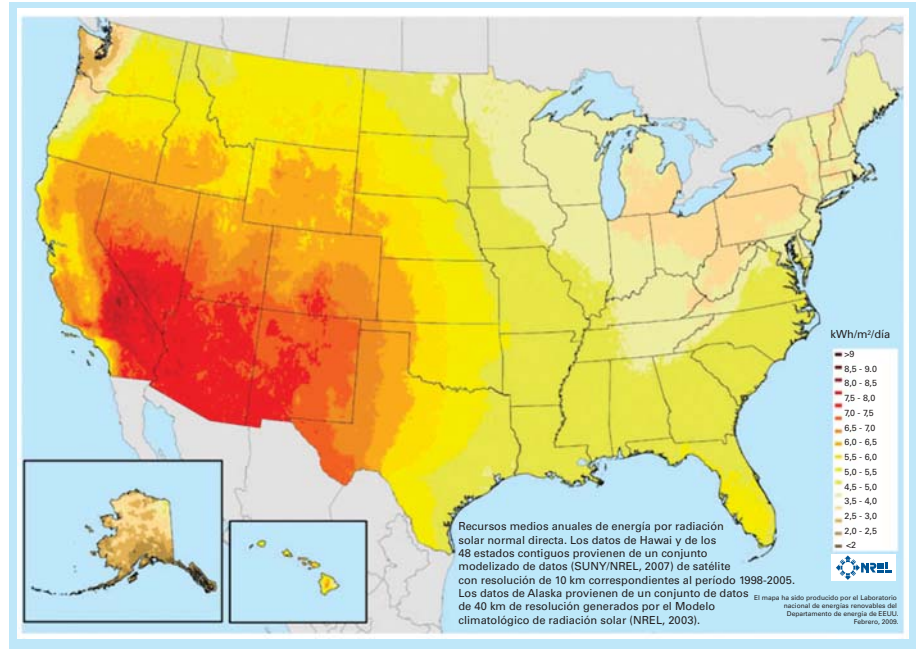 kWh/m²/día
>9
8,5 - 9.0
8,0 - 8,5
7,5 - 8,0
7,0 - 7,5
6,5 - 7,0
6,0 - 6,5
5,5 - 6,0
5,0 - 5,5
4,5 - 5,0
3,5 - 4,0
2,5 - 3,0
2,0 - 2,5
<2
NREL
Recursos medios anuales de energía por radiación
solar normal directa. Los datos de Hawai y de los
48 estados contiguos provienen de un conjunto
modelizado de datos (SUNY/NREL, 2007) de satélite
con resolución de 10 km correspondientes al período 1998-2005.
Los datos de Alaska provienen de un conjunto de datos
de 40 km de resolución generados por el Modelo
climatológico de radiación solar (NREL, 2003).
El mapa ha sido producido por el Laboratorio
nacional de energías renovables del
Departamento de energía de EEUU.
Febrero, 2009.